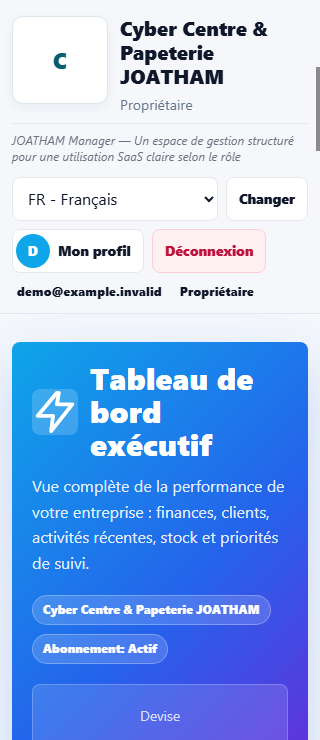 C
Cyber Centre &
Papeterie
JOATHAM
Propriétaire
JOATHAM Manager — Un espace de gestion structuré
pour une utilisation SaaS claire selon le rôle
FR - Français
Changer
D
Mon profil
Déconnexion
demo@example.invalid
Propriétaire
Tableau de
bord
exécutif
Vue complète de la performance de
votre entreprise : finances, clients,
activités récentes, stock et priorités
de suivi.
Cyber Centre & Papeterie JOATHAM
Abonnement: Actif
Devise